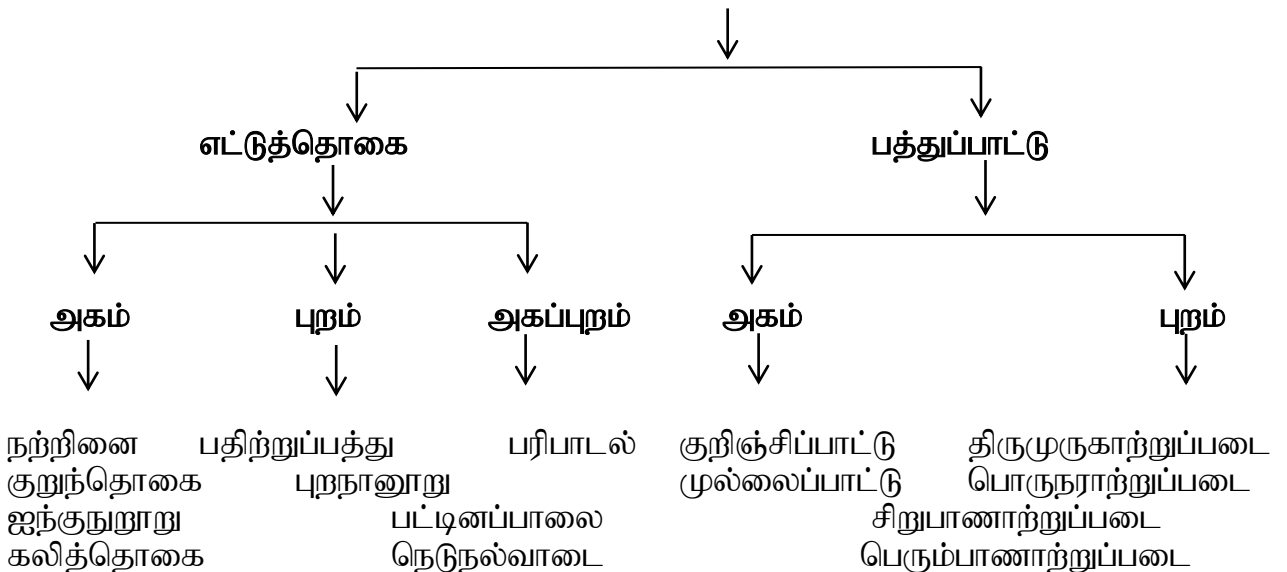 எட்டுத்தொகை பத்துப்பாட்டு
அகம் புறம் அகப்புறம் அகம் புறம்
நற்றினை பதிற்றுப்பத்து பரிபாடல் குறிஞ்சிப்பாட்டு திருமுருகாற்றுப்படை
குறுந்தொகை புறநானூறு முல்லைப்பாட்டு பொருநராற்றுப்படை
ஐந்குநுறூறு பட்டினப்பாலை சிறுபாணாற்றுப்படை
கலித்தொகை நெடுநல்வாடை பெரும்பாணாற்றுப்படை